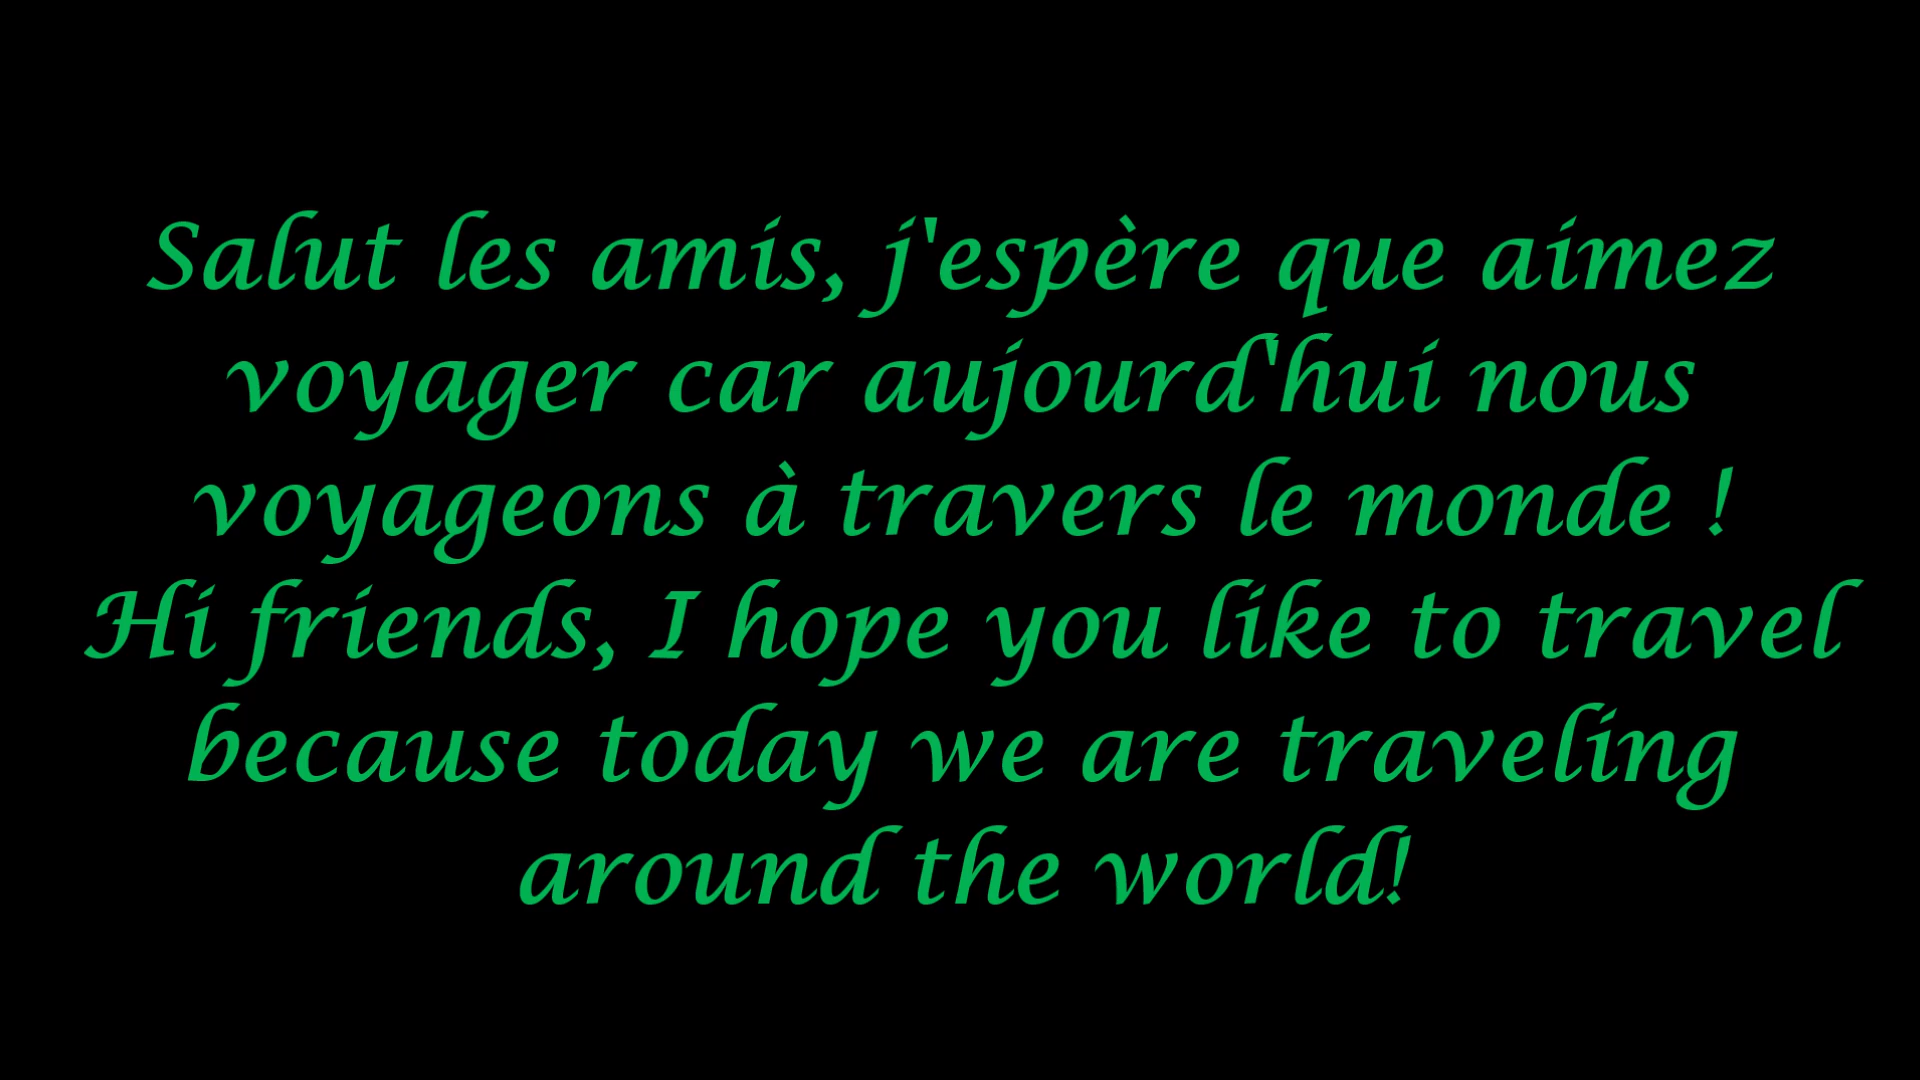 Salut les amis, j'espère que aimez
voyager car aujourd'hui nous
voyageons à travers le monde !
Hi friends, I hope you like to travel
because today we are traveling
around the world!